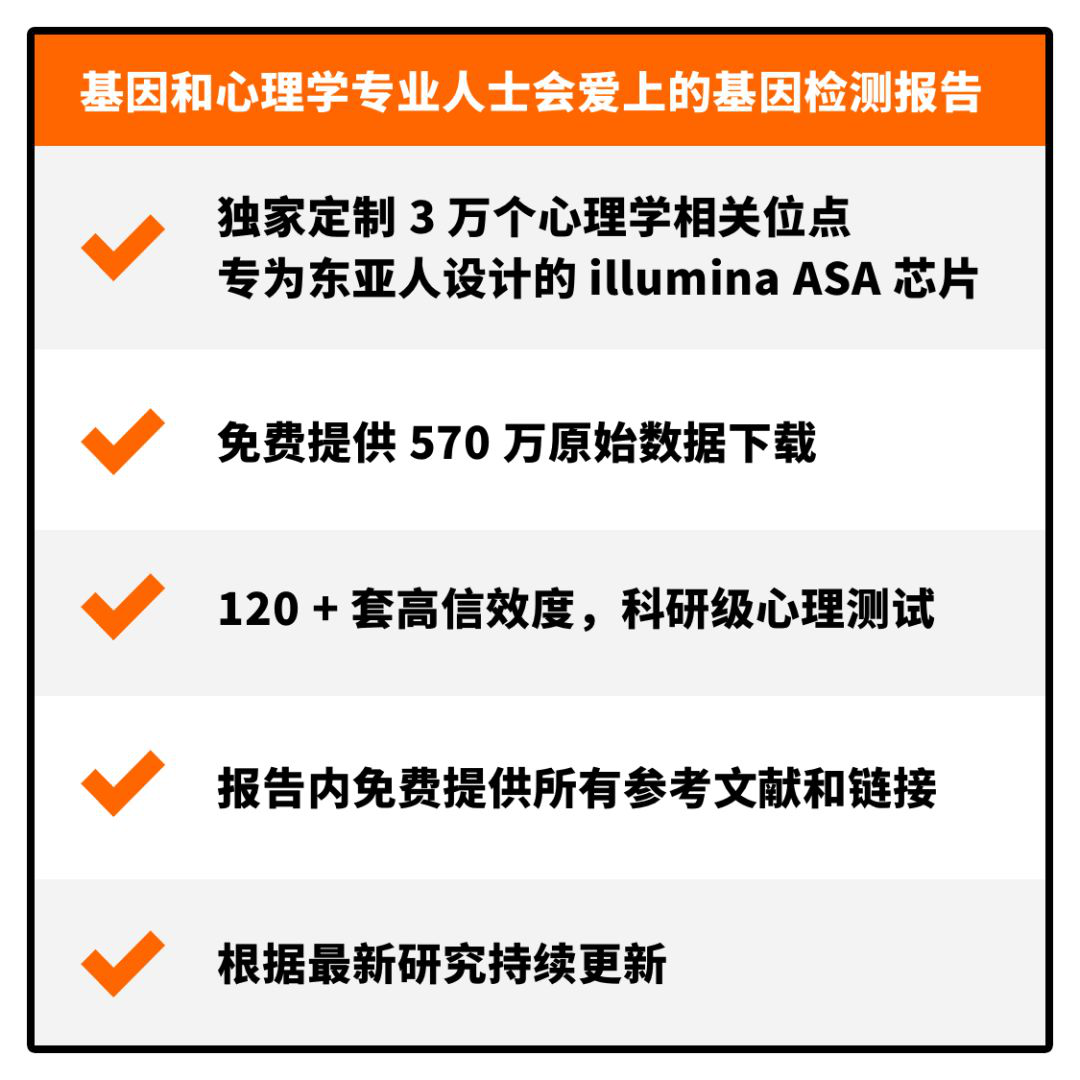 基因和心理学专业人士会爱上的基因检测报告
独家定制 3 万个心理学相关位点
专为东亚人设计的 illumina ASA 芯片
免费提供 570 万原始数据下载
120 + 套高信效度，科研级心理测试
报告内免费提供所有参考文献和链接
根据最新研究持续更新